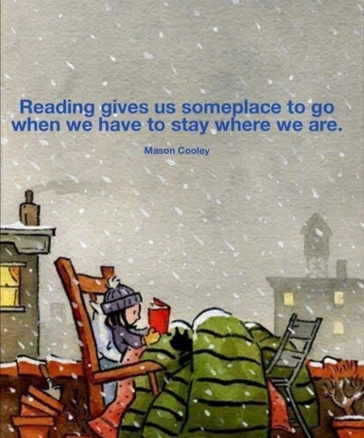 Reading gives us someplace to go
when we have to stay where we are.
Mason Cooley